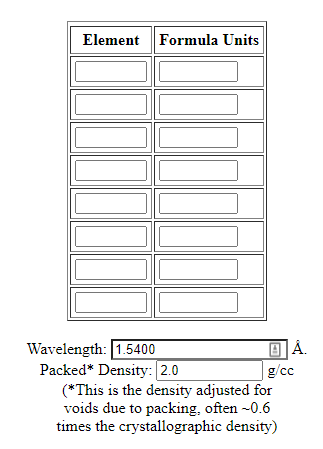 Element Formula Units
Wavelength: 1.5400 Å.
Packed* Density: 2.0 g/cc
(*This is the density adjusted for
voids due to packing, often ~0.6
times the crystallographic density)